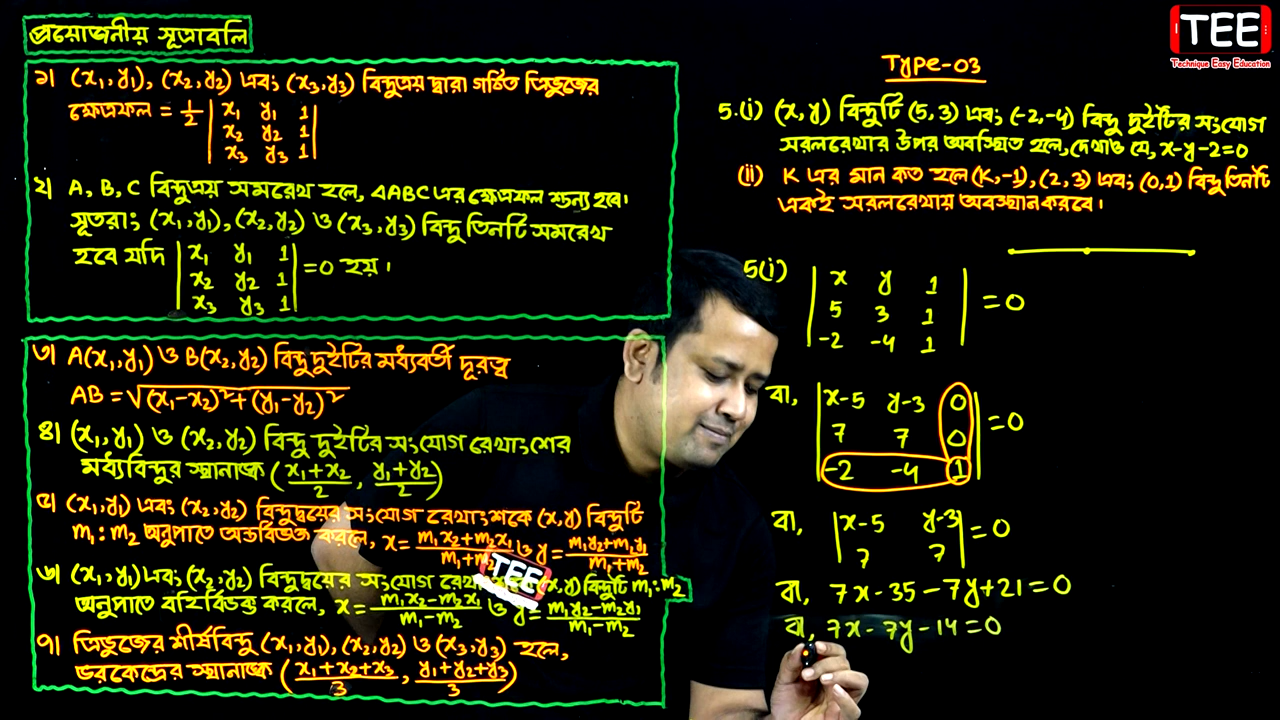 প্রয়োজনীয় সূত্রাবলি
১। (x₁, y₁), (x₂, y₂) এবং (x₃, y₃) বিন্দুত্রয় দ্বারা গঠিত ত্রিভুজের
ক্ষেত্রফল = 1/2 | x₁ y₁ 1 |
| x₂ y₂ 1 |
| x₃ y₃ 1 |
২। A, B, C বিন্দুত্রয় সমরেখ হলে, ΔABC এর ক্ষেত্রফল শূন্য হবে।
সুতরাং (x₁, y₁), (x₂, y₂) ও (x₃, y₃) বিন্দু তিনটি সমরেখ
হবে যদি | x₁ y₁ 1 |
| x₂ y₂ 1 | = 0 হয়।
| x₃ y₃ 1 |
৩। A(x₁, y₁) ও B(x₂, y₂) বিন্দু দুইটির মধ্যবর্তী দূরত্ব
AB = √(x₁-x₂)²+(y₁-y₂)²
৪। (x₁, y₁) ও (x₂, y₂) বিন্দু দুইটির সংযোগ রেখাংশের
মধ্যবিন্দুর স্থানাঙ্ক (x₁+x₂/2, y₁+y₂/2)
৫। (x₁, y₁) এবং (x₂, y₂) বিন্দুদ্বয়ের সংযোগ রেখাংশকে (x, y) বিন্দুটি
m₁ : m₂ অনুপাতে অন্তর্বিভক্ত করলে, x = m₁x₂+m₂x₁/m₁+m₂ ও y = m₁y₂+m₂y₁/m₁+m₂
৬। (x₁, y₁) এবং (x₂, y₂) বিন্দুদ্বয়ের সংযোগ (x, y) বিন্দুটি m₁ : m₂
অনুপাতে বহির্বিভক্ত করলে, x = m₁x₂-m₂x₁/m₁-m₂ ও y = m₁y₂-m₂y₁/m₁-m₂
৭। ত্রিভুজের শীর্ষবিন্দু (x₁, y₁), (x₂, y₂) ও (x₃, y₃) হলে,
ভরকেন্দ্রের স্থানাঙ্ক (x₁+x₂+x₃/3, y₁+y₂+y₃/3)
TEE
TEE
Technique Easy Education
Type-03
5.(i) (x, y) বিন্দুটি (5, 3) এবং (-2, -4) বিন্দু দুইটির সংযোগ
সরলরেখার উপর অবস্থিত হলে, দেখাও যে, x-y-2=0
(ii) K এর মান কত হলে (K, -1), (2, 3) এবং (0, 1) বিন্দু তিনটি
একই সরলরেখায় অবস্থান করবে।
5(i) | x y 1 |
| 5 3 1 | = 0
| -2 -4 1 |
বা, | x-5 y-3 0 |
| 7 7 0 | = 0
| -2 -4 1 |
বা, | x-5 y-3 | = 0
| 7 7 |
বা, 7x-35-7y+21=0
বা, 7x-7y-14=0